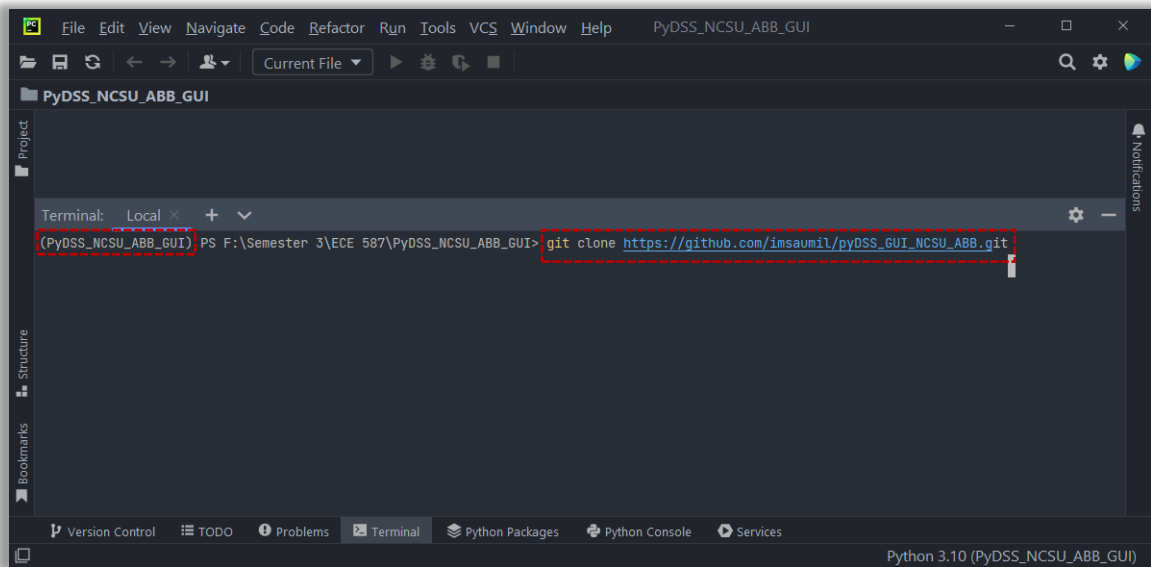 PC File Edit View Navigate Code Refactor Run Tools VCS Window Help PyDSS_NCSU_ABB_GUI
Current File
PyDSS_NCSU_ABB_GUI
Project
Notifications
Terminal: Local
(PyDSS_NCSU_ABB_GUI) PS F:\Semester 3\ECE 587\PyDSS_NCSU_ABB_GUI> git clone https://github.com/imsaumil/pyDSS_GUI_NCSU_ABB.git
Structure
Bookmarks
Version Control TODO Problems Terminal Python Packages Python Console Services
Python 3.10 (PyDSS_NCSU_ABB_GUI)